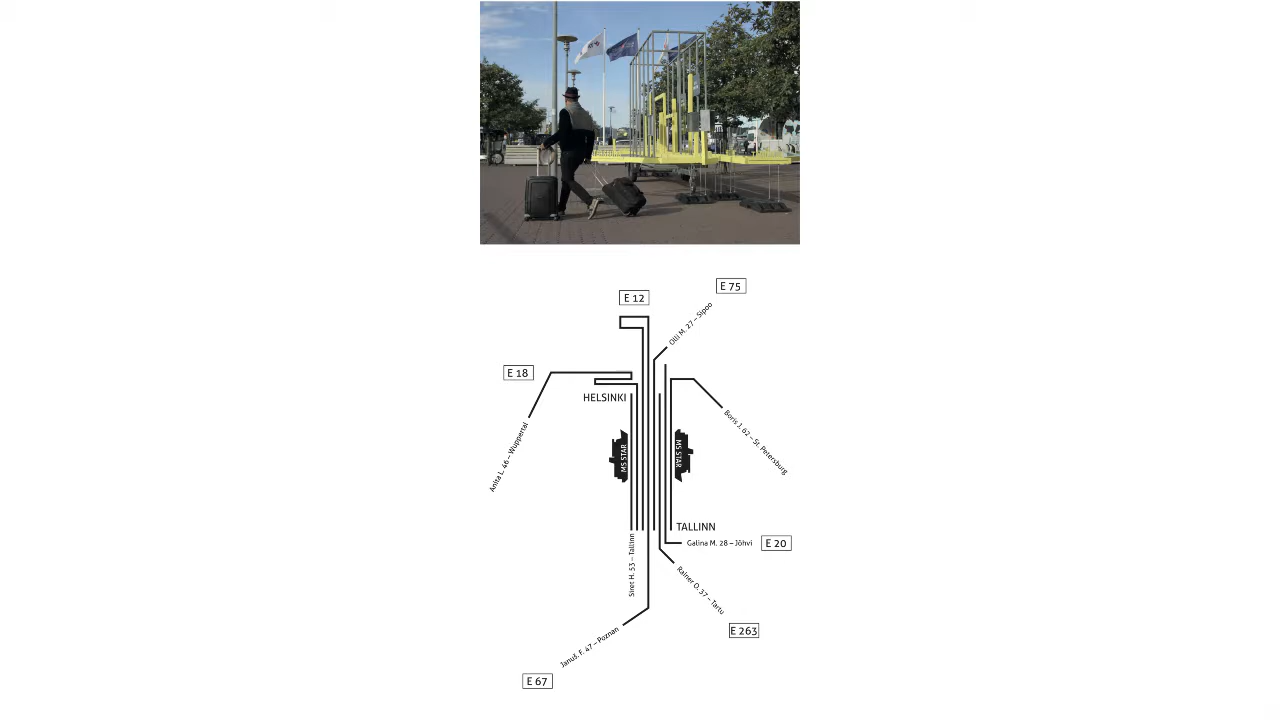 E 75
E 12
Olli M. 27 – Sipoo
E 18
HELSINKI
Anita L. 46 – Wuppertal
Boris J. 62 – St. Petersburg
MS STAR
MS STAR
TALLINN
Galina M. 28 – Jõhvi
E 20
Siret H. 53 – Tallinn
Rainer O. 37 – Tartu
E 263
Januš. F. 47 – Poznan
E 67